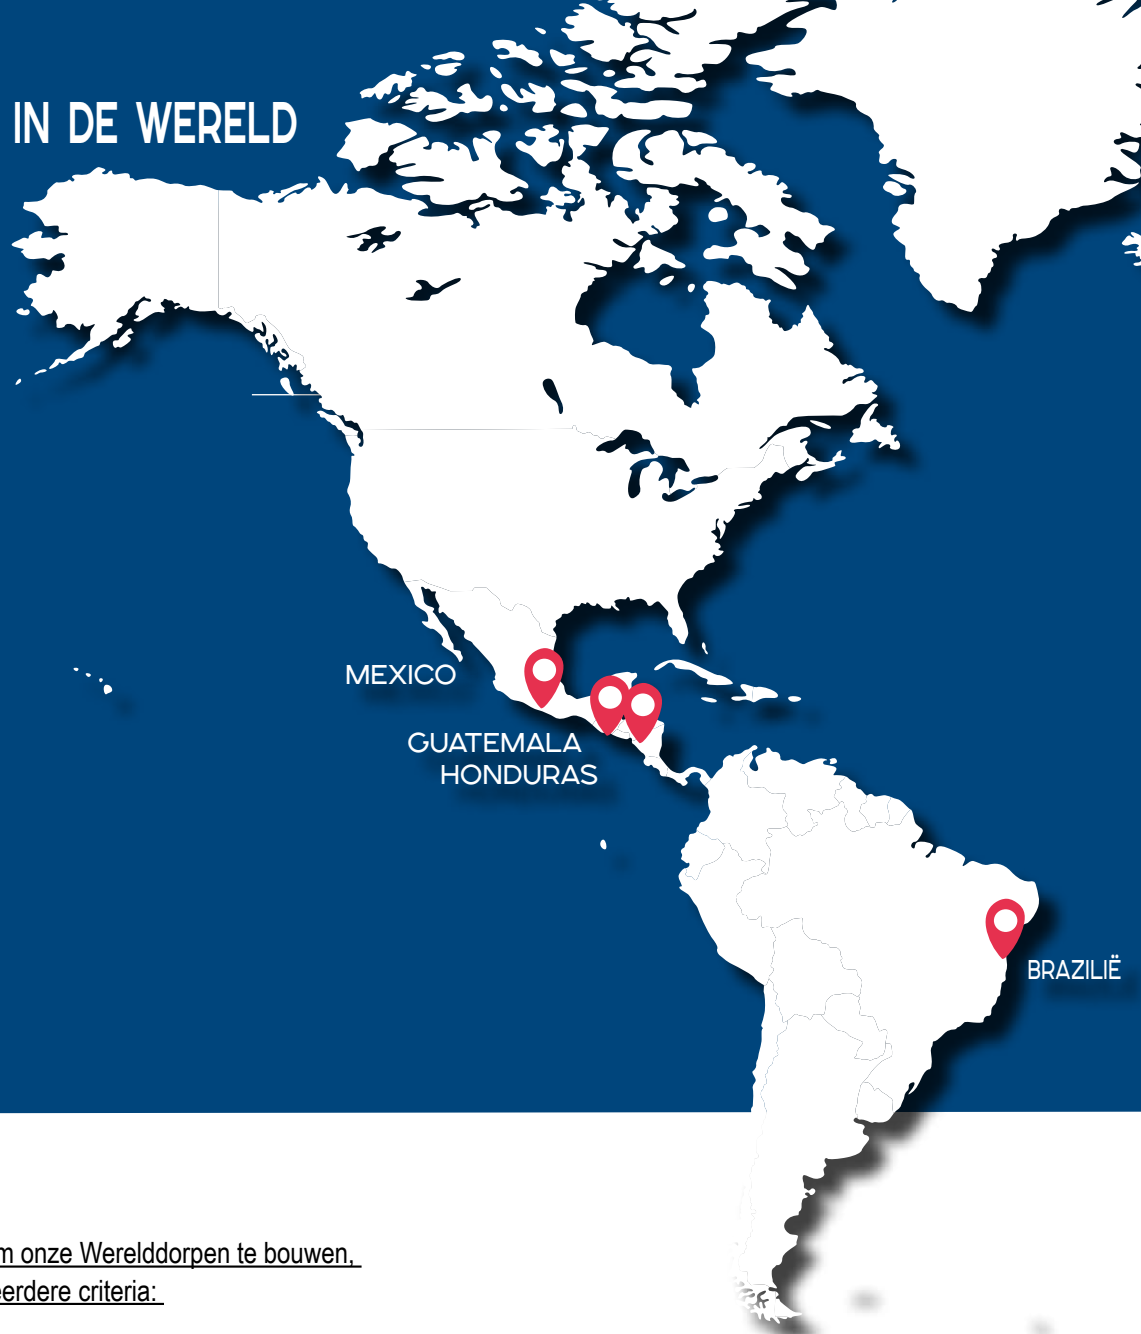 IN DE WERELD
MEXICO
GUATEMALA
HONDURAS
BRAZILIË
m onze Werelddorpen te bouwen,
eerdere criteria: